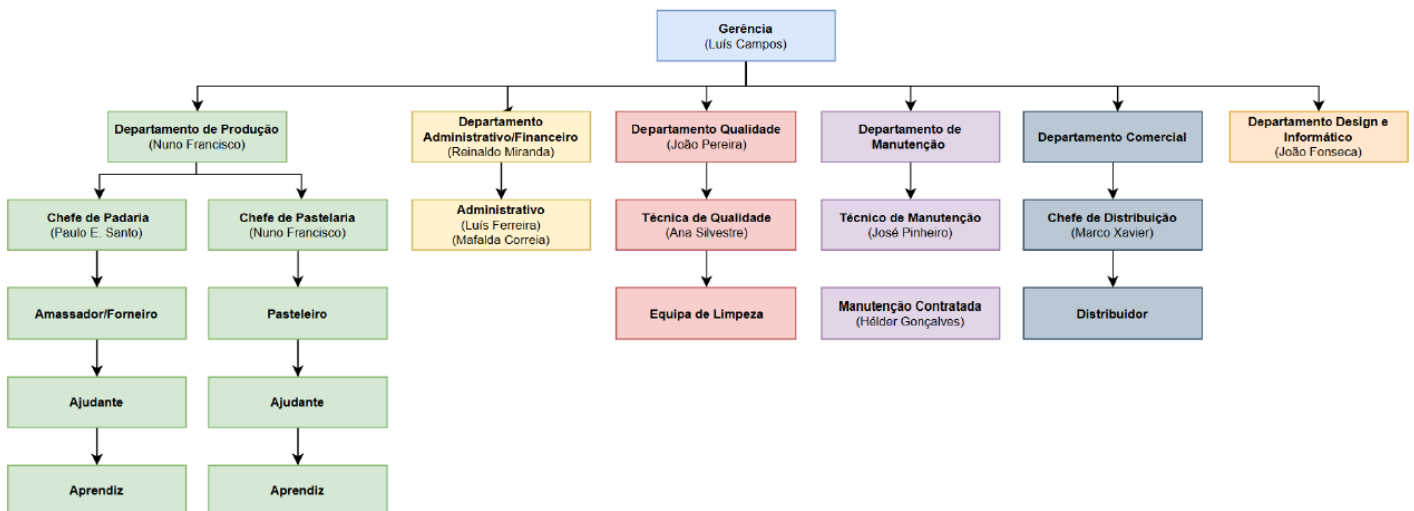 Gerência
(Luís Campos)
Departamento de Produção
(Nuno Francisco)
Departamento
Administrativo/Financeiro
(Reinaldo Miranda)
Departamento Qualidade
(João Pereira)
Departamento de
Manutenção
Departamento Comercial
Departamento Design e
Informático
(João Fonseca)
Chefe de Padaria
(Paulo E. Santo)
Chefe de Pastelaria
(Nuno Francisco)
Administrativo
(Luís Ferreira)
(Mafalda Correia)
Técnica de Qualidade
(Ana Silvestre)
Técnico de Manutenção
(José Pinheiro)
Chefe de Distribuição
(Marco Xavier)
Amassador/Forneiro
Pasteleiro
Equipa de Limpeza
Manutenção Contratada
(Hélder Gonçalves)
Distribuidor
Ajudante
Ajudante
Aprendiz
Aprendiz